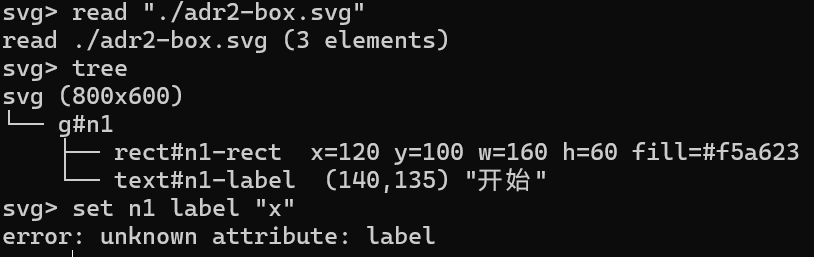 svg> read "./adr2-box.svg"
read ./adr2-box.svg (3 elements)
svg> tree
svg (800x600)
└── g#n1
    ├── rect#n1-rect  x=120 y=100 w=160 h=60 fill=#f5a623
    └── text#n1-label  (140,135) "开始"
svg> set n1 label "x"
error: unknown attribute: label